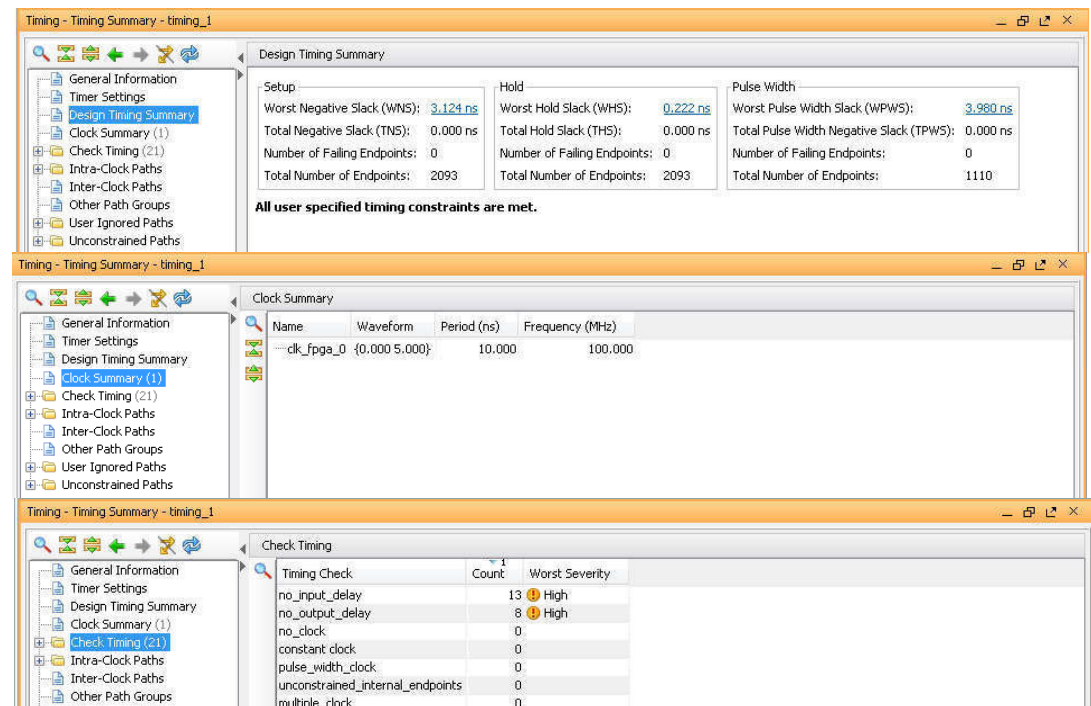 Timing - Timing Summary - timing_1
Design Timing Summary
General Information
Timer Settings
Design Timing Summary
Clock Summary (1)
Check Timing (21)
Intra-Clock Paths
Inter-Clock Paths
Other Path Groups
User Ignored Paths
Unconstrained Paths
Setup
Worst Negative Slack (WNS): 3.124 ns
Total Negative Slack (TNS): 0.000 ns
Number of Failing Endpoints: 0
Total Number of Endpoints: 2093
Hold
Worst Hold Slack (WHS): 0.222 ns
Total Hold Slack (THS): 0.000 ns
Number of Failing Endpoints: 0
Total Number of Endpoints: 2093
Pulse Width
Worst Pulse Width Slack (WPWS): 3.980 ns
Total Pulse Width Negative Slack (TPWS): 0.000 ns
Number of Failing Endpoints: 0
Total Number of Endpoints: 1110
All user specified timing constraints are met.
Timing - Timing Summary - timing_1
Clock Summary
General Information
Timer Settings
Design Timing Summary
Clock Summary (1)
Check Timing (21)
Intra-Clock Paths
Inter-Clock Paths
Other Path Groups
User Ignored Paths
Unconstrained Paths
Name Waveform Period (ns) Frequency (MHz)
clk_fpga_0 {0.000 5.000} 10.000 100.000
Timing - Timing Summary - timing_1
Check Timing
General Information
Timer Settings
Design Timing Summary
Clock Summary (1)
Check Timing (21)
Intra-Clock Paths
Inter-Clock Paths
Other Path Groups
Timing Check Count 1 Worst Severity
no_input_delay 13 High
no_output_delay 8 High
no_clock 0
constant clock 0
pulse_width_clock 0
unconstrained_internal_endpoints 0
multiple_clock 0